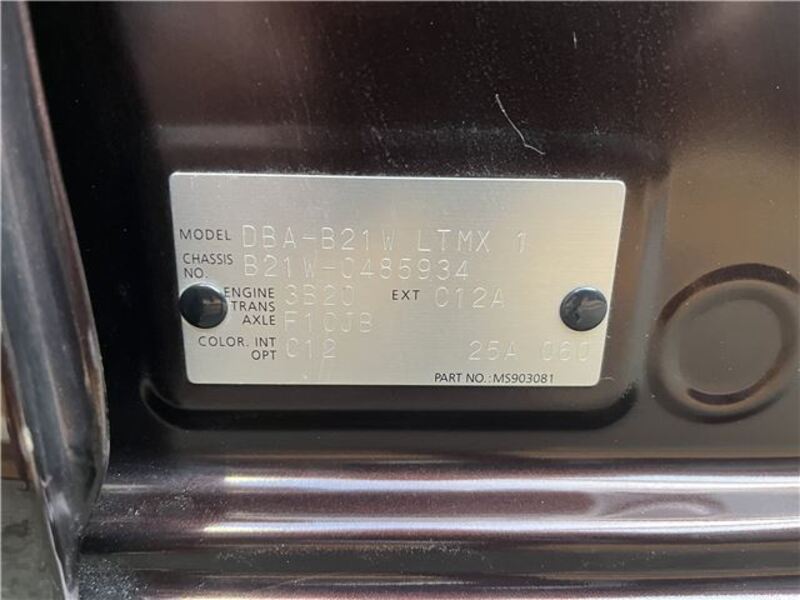 MODEL DBA-B21W LTMX 1
CHASSIS NO. B21W-0485934
ENGINE 3B20 EXT C12A
TRANS AXLE F1CJB
COLOR. INT OPT C12 25A 060
PART NO.:MS903081